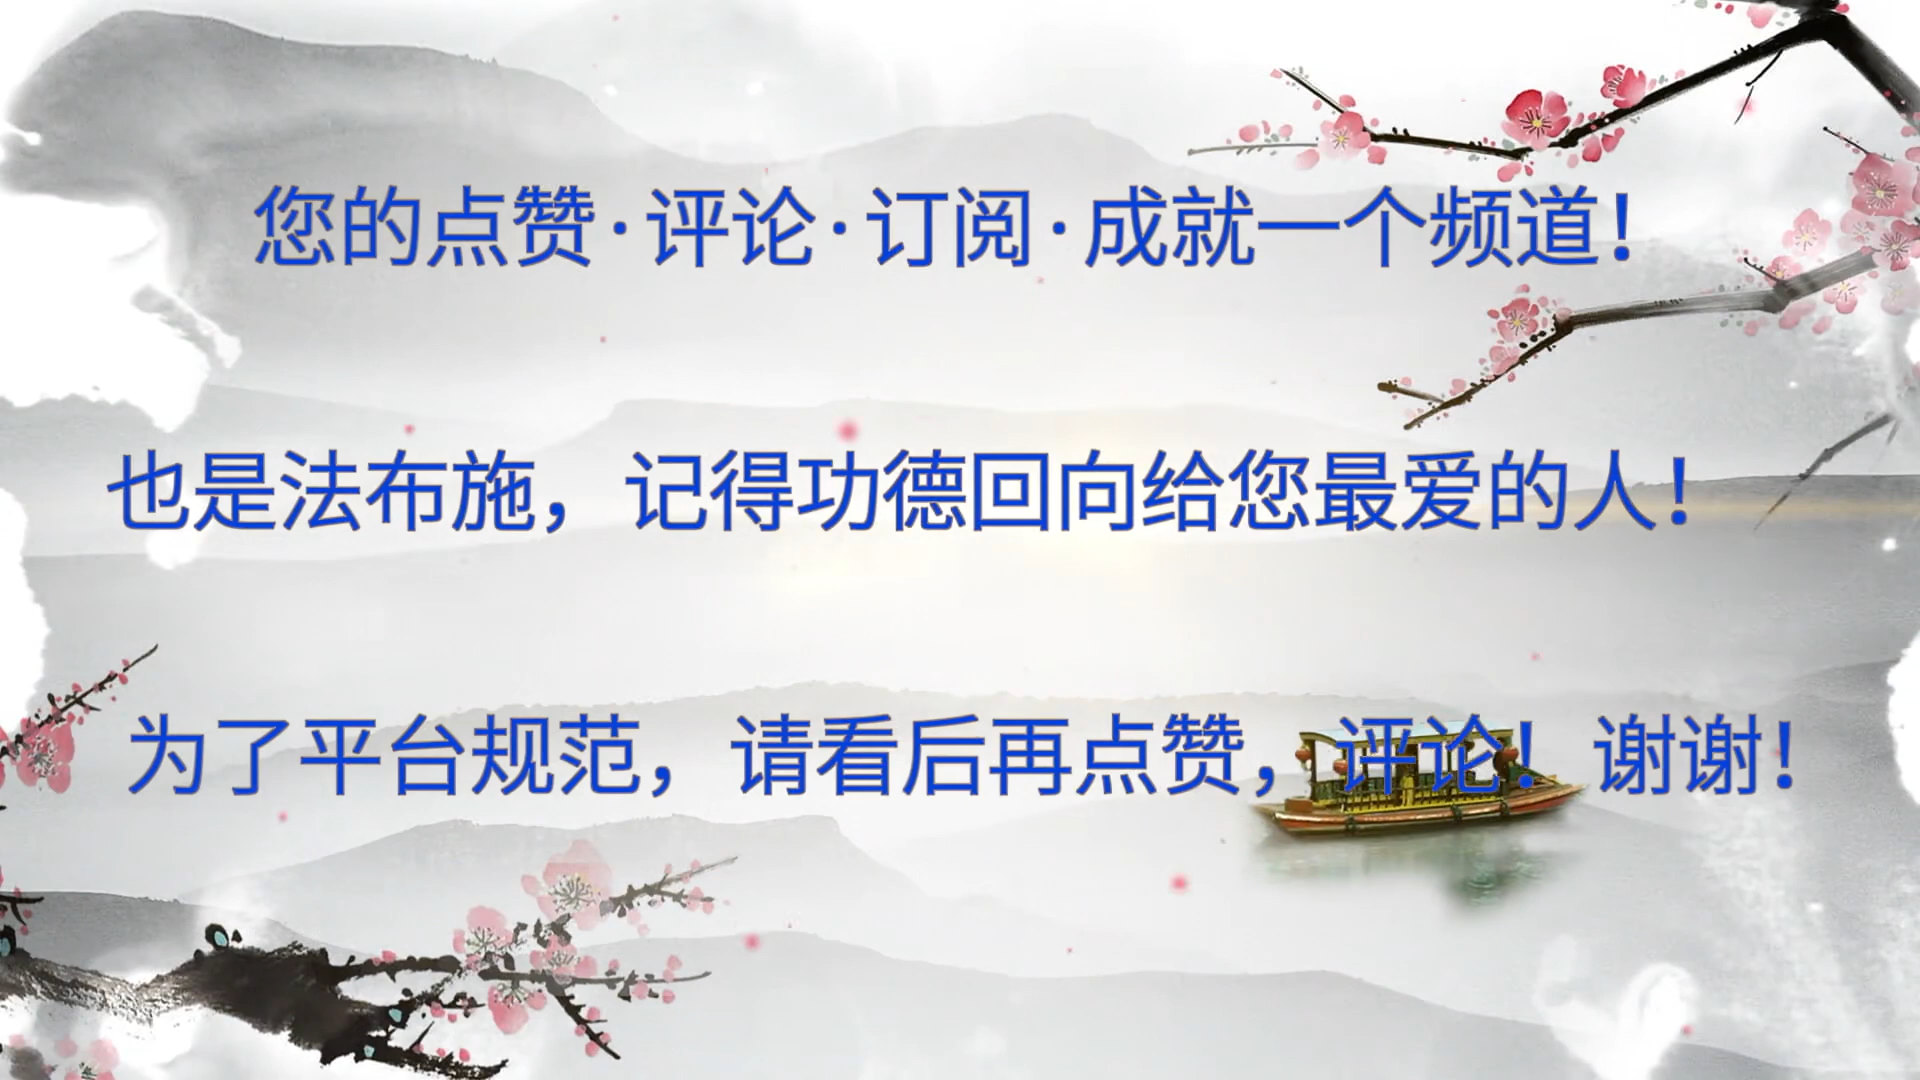 您的点赞·评论·订阅·成就一个频道！
也是法布施，记得功德回向给您最爱的人！
为了平台规范，请看后再点赞，评论！谢谢！